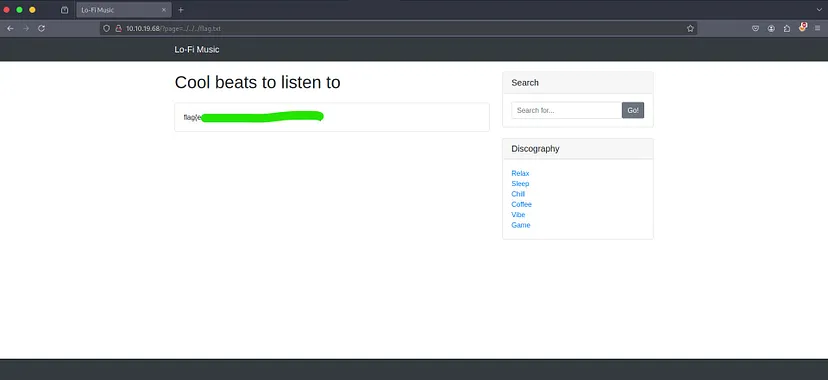 Lo-Fi Music
10.10.19.68/?page=../../../flag.txt
Lo-Fi Music
Cool beats to listen to
flag{e
Search
Search for...
Go!
Discography
Relax
Sleep
Chill
Coffee
Vibe
Game